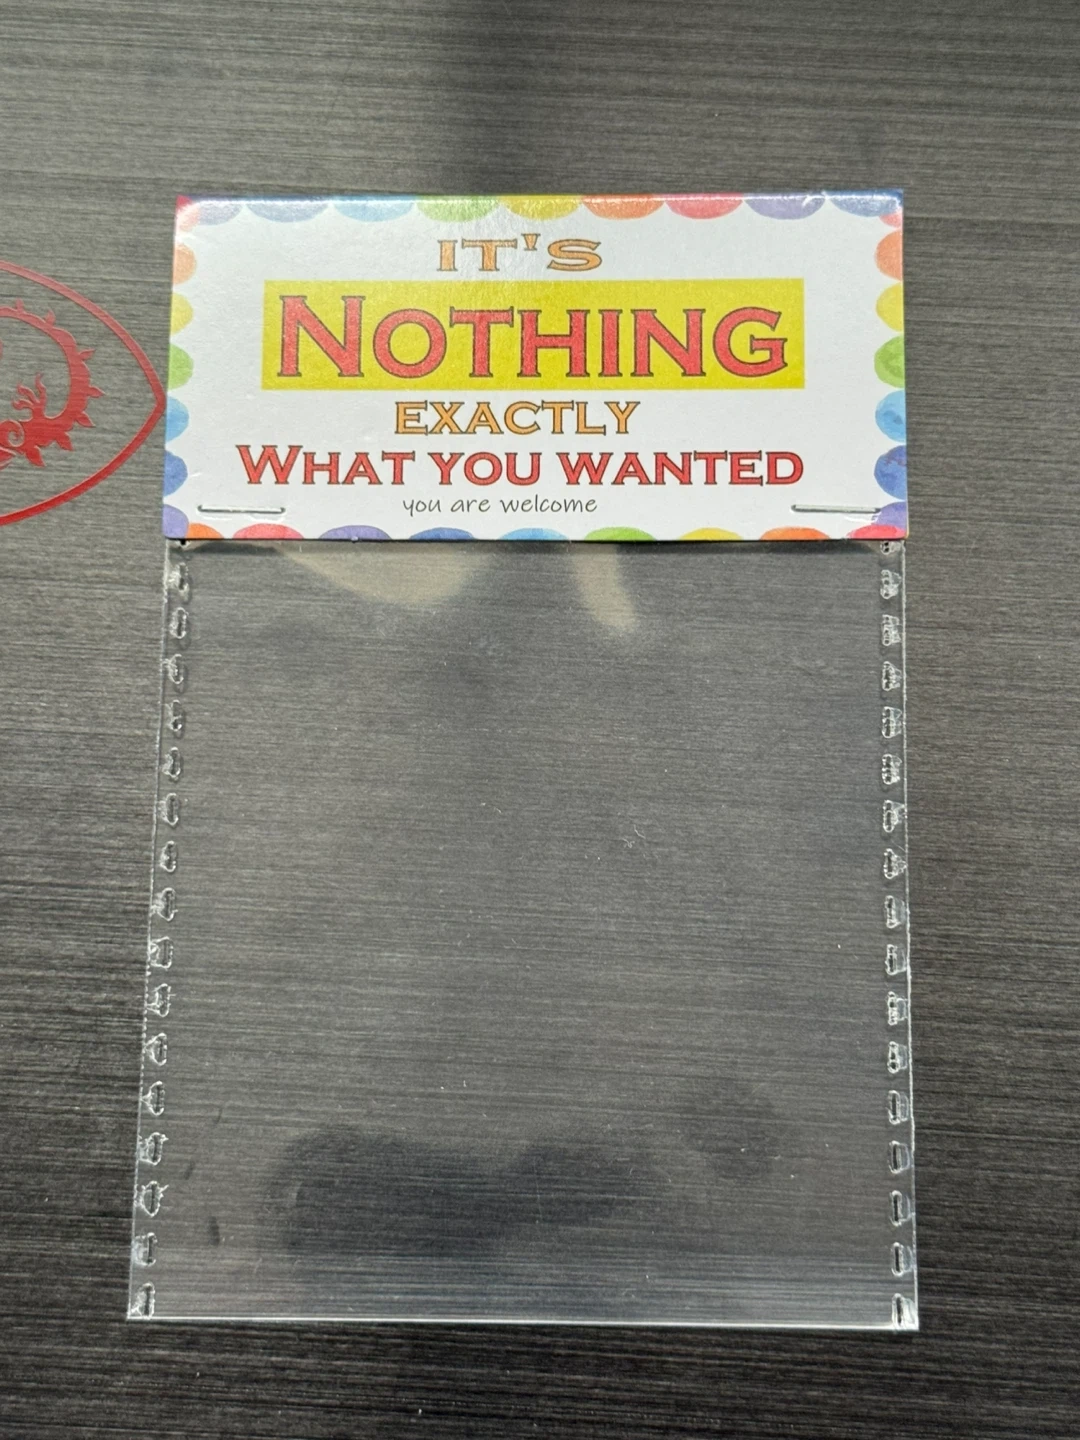 IT'S
NOTHING
EXACTLY
WHAT YOU WANTED
you are welcome